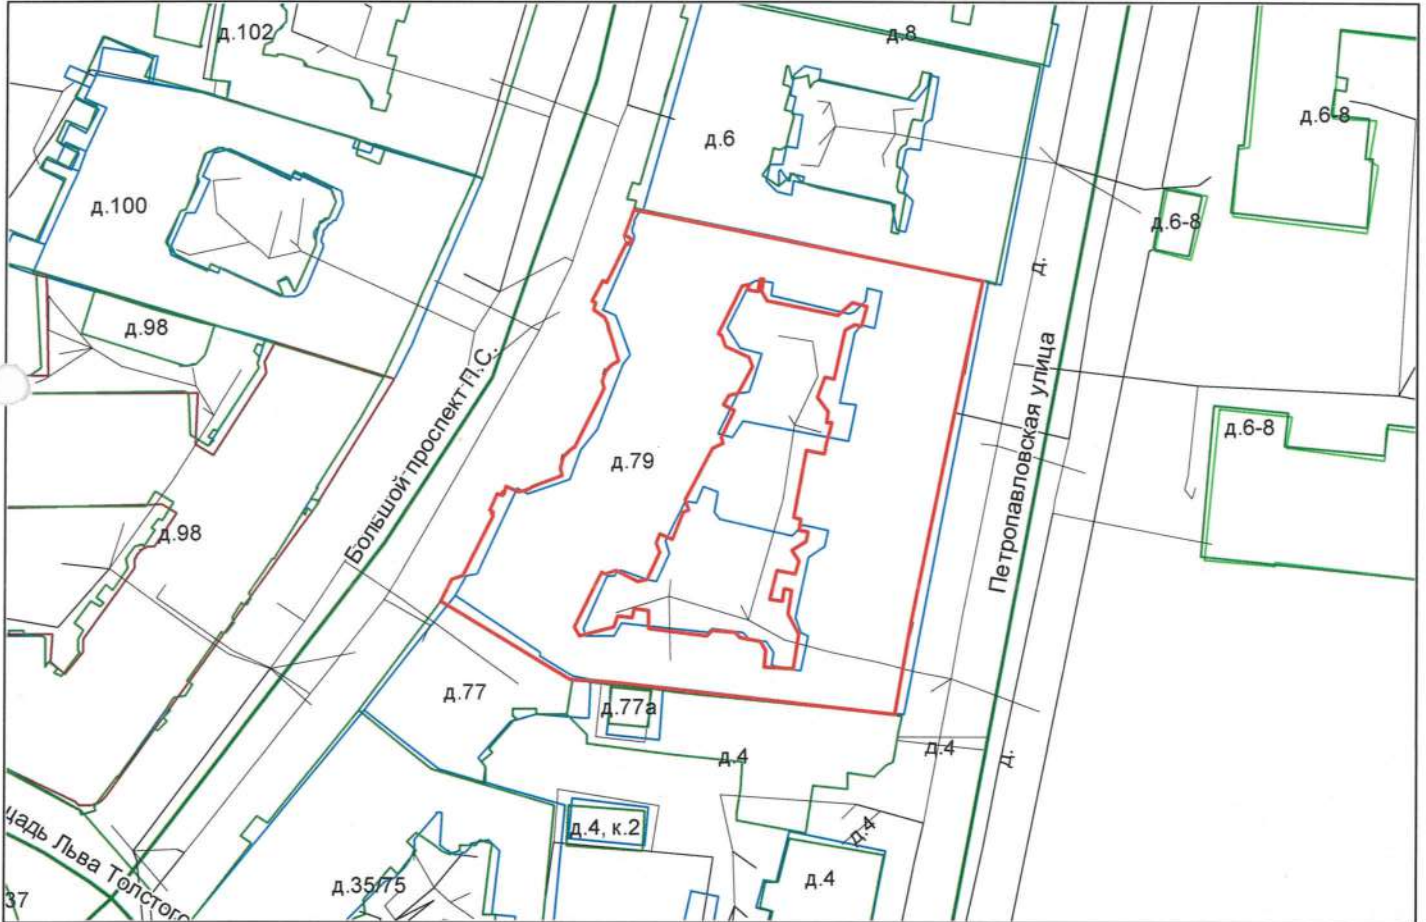 д.102
д.8
д.6-8
д.6
д.6-8
д.100
д.
д.98
Большой проспект П.С.
Петропавловская улица
д.6-8
д.79
д.98
д.77
д.77а
д.4
д.4
д.
д.4, к.2
д.4
щадь Льва Толстого
д.35/75
д.4
37